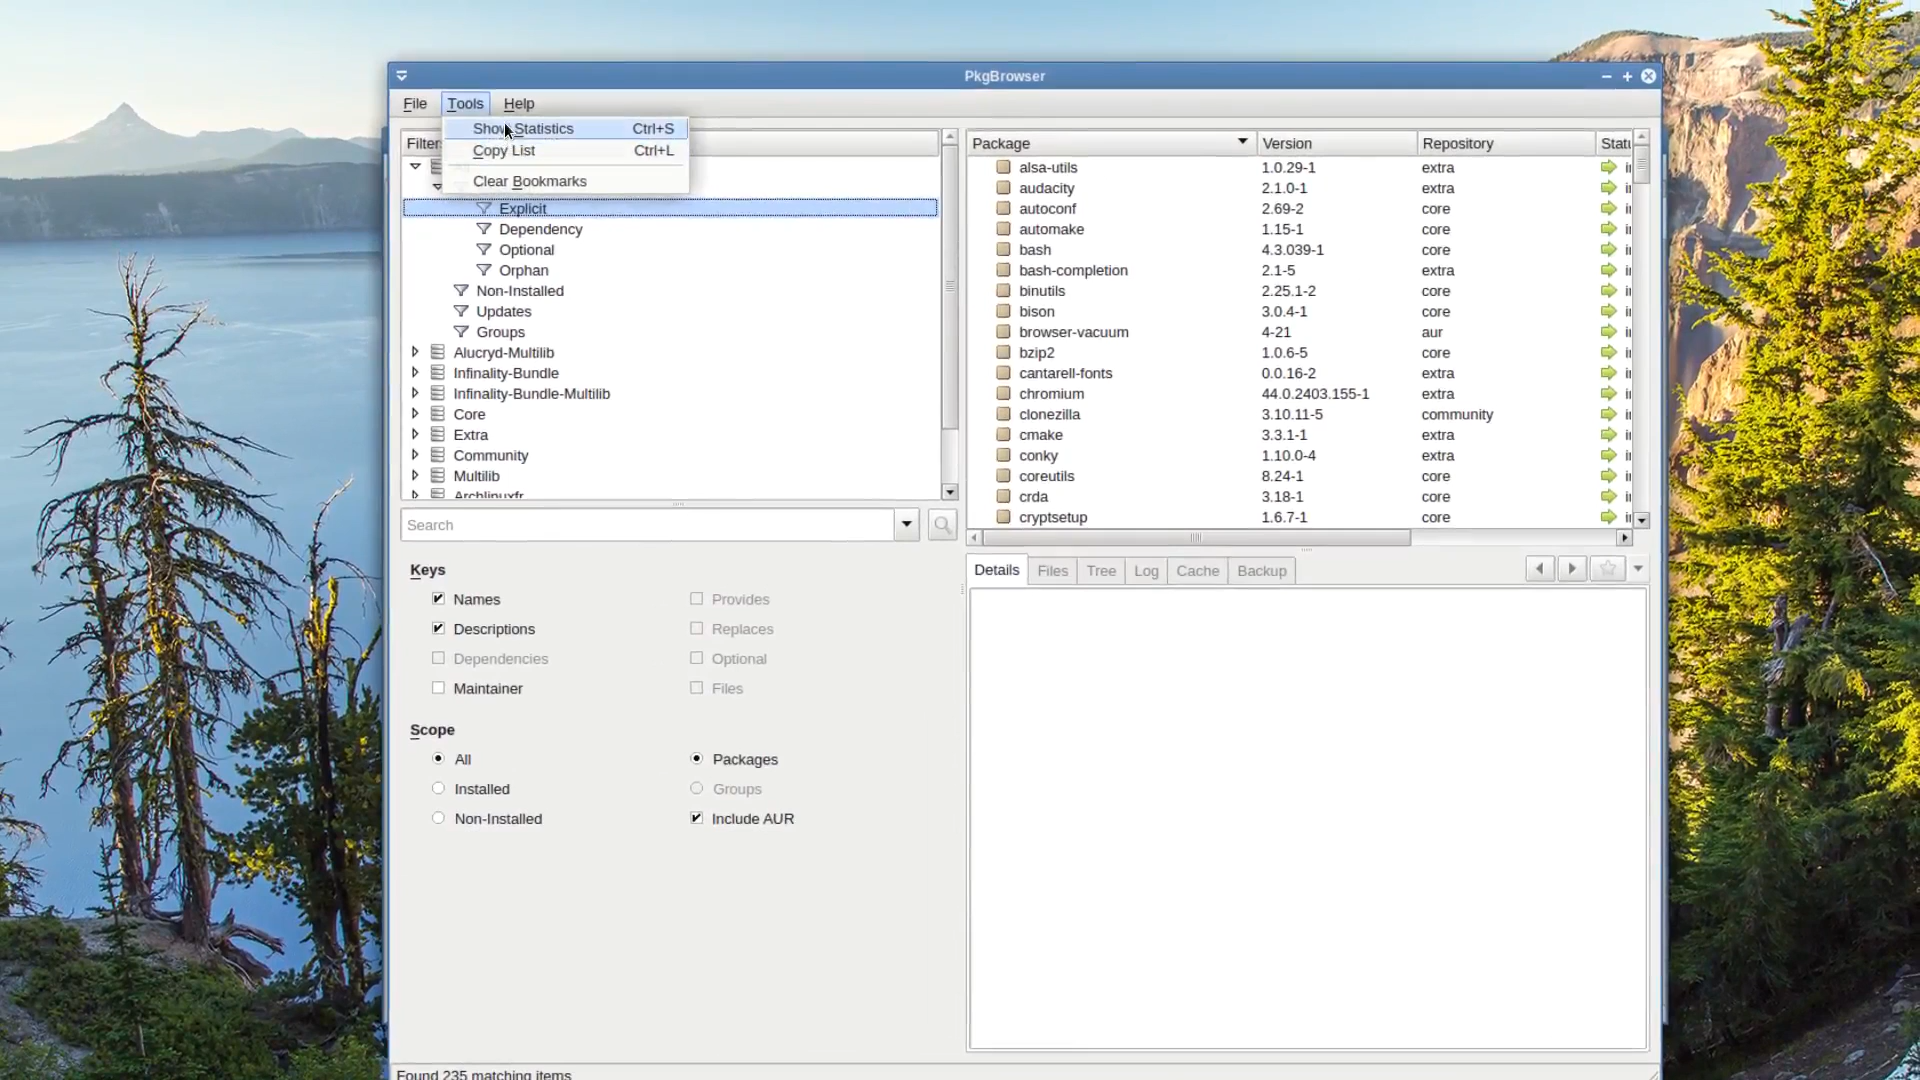 PkgBrowser
File Tools Help
Show Statistics Ctrl+S
Copy List Ctrl+L
Clear Bookmarks
Filter
Explicit
Dependency
Optional
Orphan
Non-Installed
Updates
Groups
Alucryd-Multilib
Infinality-Bundle
Infinality-Bundle-Multilib
Core
Extra
Community
Multilib
Archlinuxfr
Search
Keys
Names Provides
Descriptions Replaces
Dependencies Optional
Maintainer Files
Scope
All Packages
Installed Groups
Non-Installed Include AUR
Package Version Repository Statu
alsa-utils 1.0.29-1 extra
audacity 2.1.0-1 extra
autoconf 2.69-2 core
automake 1.15-1 core
bash 4.3.039-1 core
bash-completion 2.1-5 extra
binutils 2.25.1-2 core
bison 3.0.4-1 core
browser-vacuum 4-21 aur
bzip2 1.0.6-5 core
cantarell-fonts 0.0.16-2 extra
chromium 44.0.2403.155-1 extra
clonezilla 3.10.11-5 community
cmake 3.3.1-1 extra
conky 1.10.0-4 extra
coreutils 8.24-1 core
crda 3.18-1 core
cryptsetup 1.6.7-1 core
Details Files Tree Log Cache Backup
Found 235 matching items